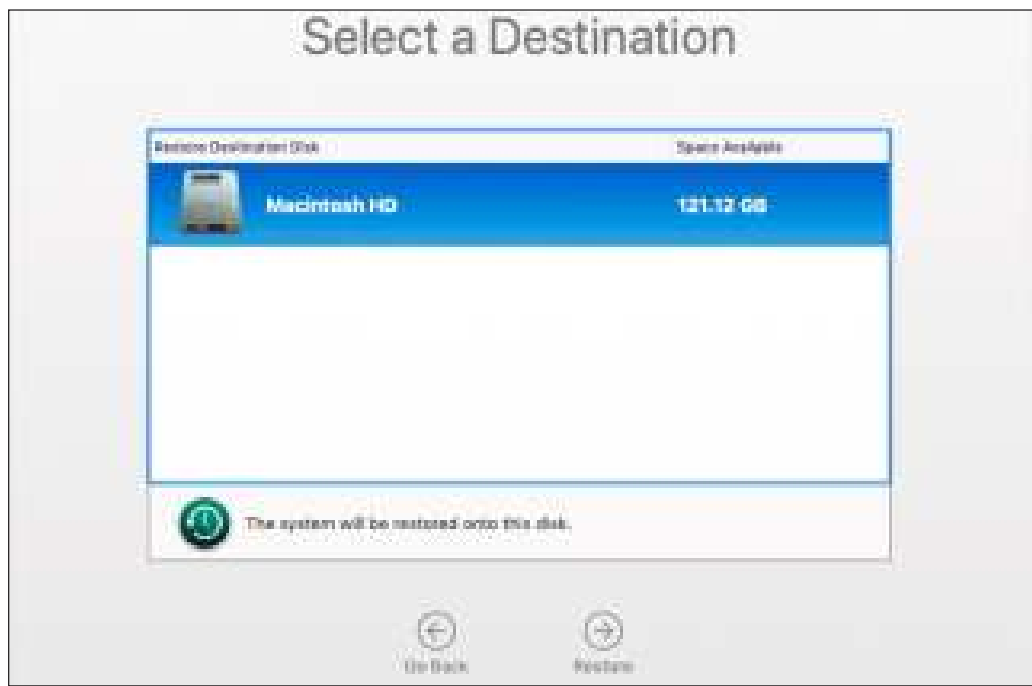 Select a Destination
Restore Destination Disk Space Available
Macintosh HD 121.12 GB
The system will be restored onto this disk.
Go Back Restore